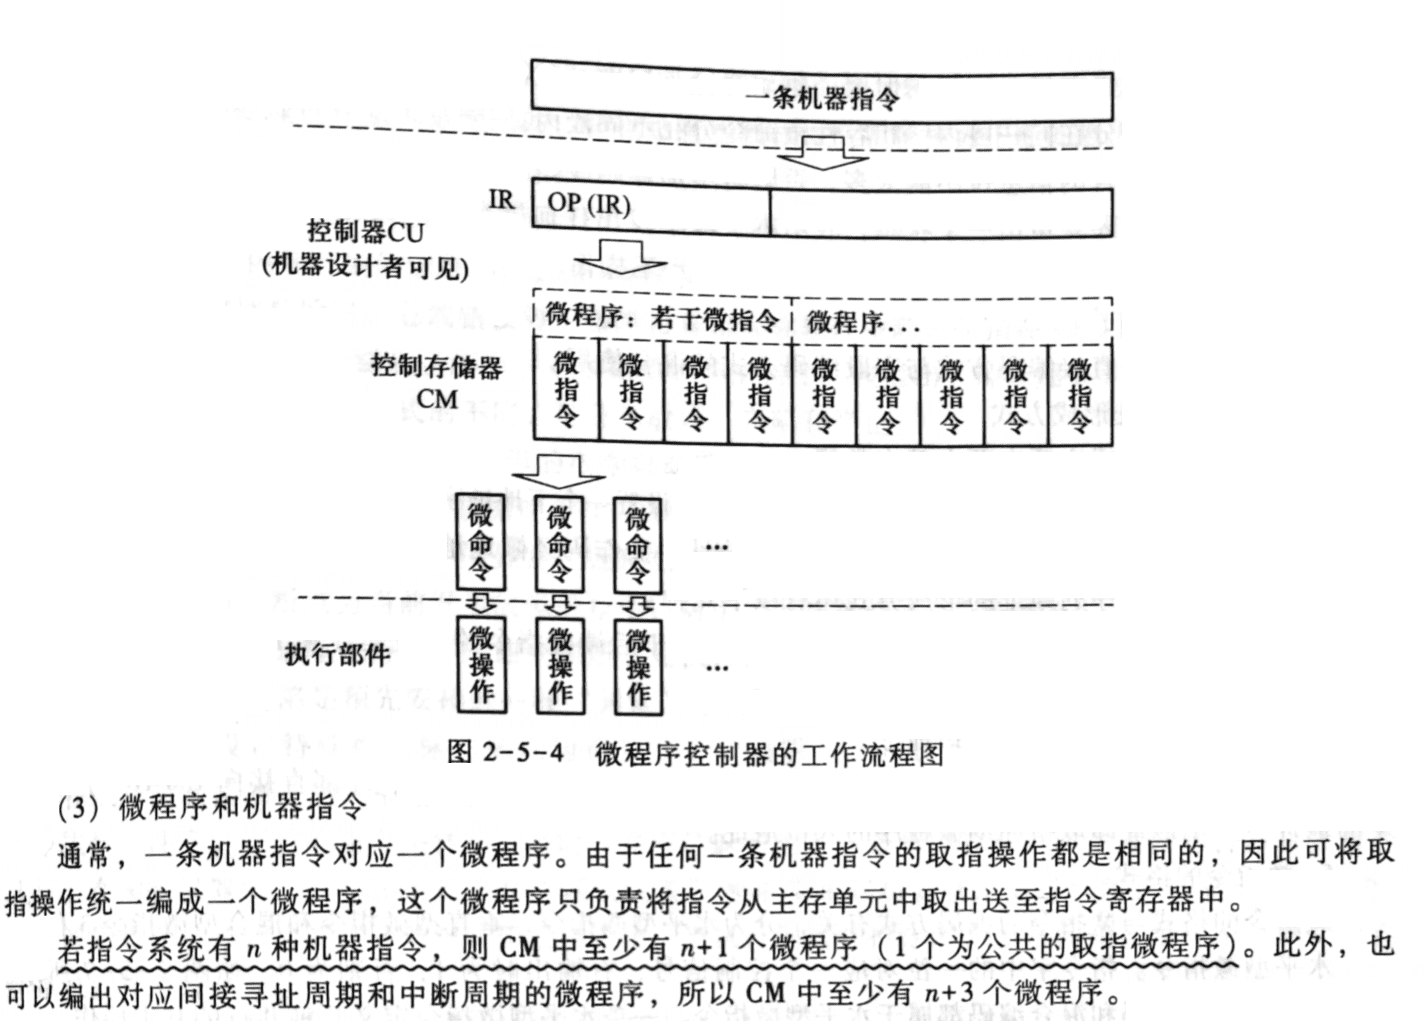 一条机器指令
IR
OP (IR)
控制器CU
(机器设计者可见)
微程序：若干微指令
微程序...
控制存储器
CM
微指令
微指令
微指令
微指令
微指令
微指令
微指令
微指令
微指令
微命令
微命令
微命令
...
执行部件
微操作
微操作
微操作
...
图 2-5-4 微程序控制器的工作流程图
(3) 微程序和机器指令
通常，一条机器指令对应一个微程序。由于任何一条机器指令的取指操作都是相同的，因此可将取
指操作统一编成一个微程序，这个微程序只负责将指令从主存单元中取出送至指令寄存器中。
若指令系统有 n 种机器指令，则 CM 中至少有 n+1 个微程序（1 个为公共的取指微程序）。此外，也
可以编出对应间接寻址周期和中断周期的微程序，所以 CM 中至少有 n+3 个微程序。